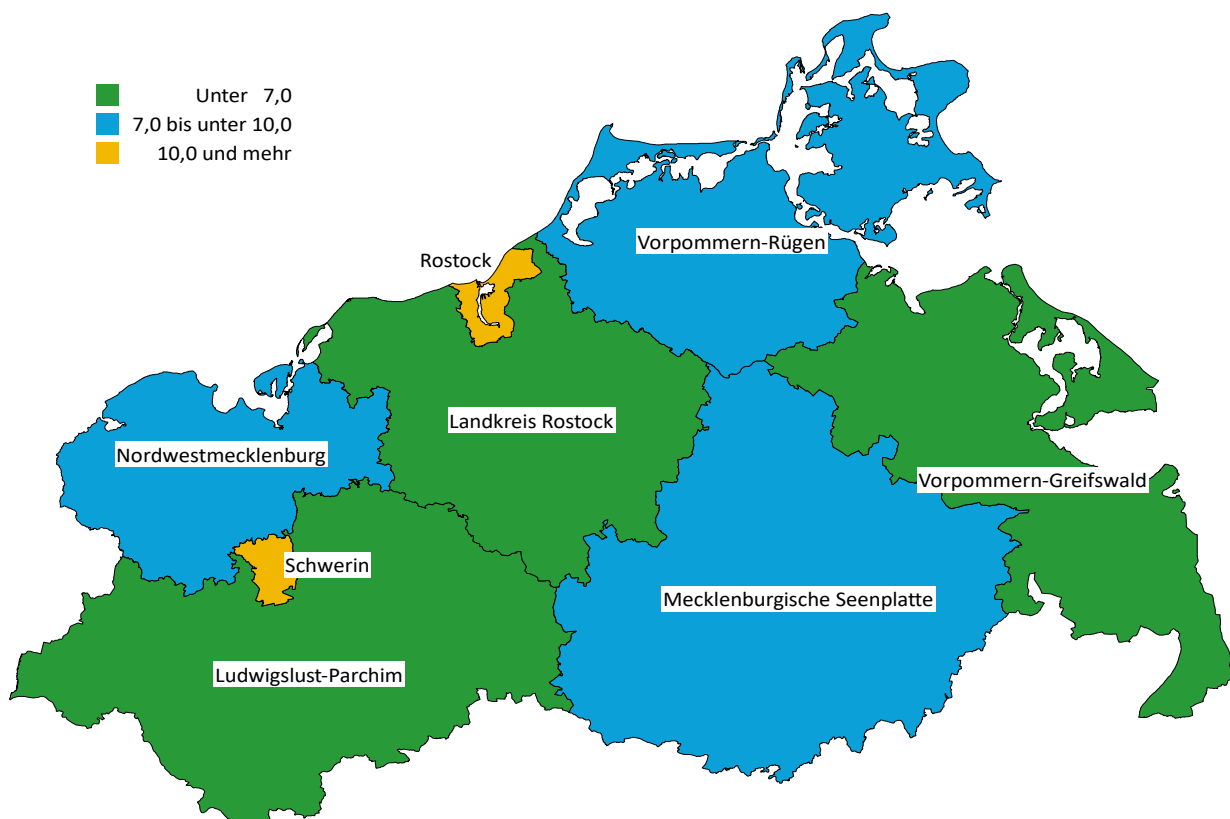 Unter 7,0
7,0 bis unter 10,0
10,0 und mehr
Vorpommern-Rügen
Rostock
Landkreis Rostock
Nordwestmecklenburg
Vorpommern-Greifswald
Schwerin
Mecklenburgische Seenplatte
Ludwigslust-Parchim